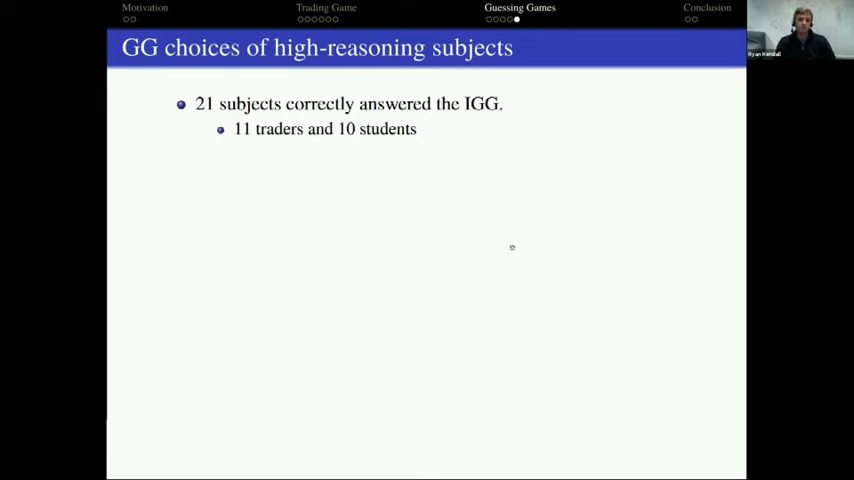 Motivation
Trading Game
Guessing Games
Conclusion
GG choices of high-reasoning subjects
21 subjects correctly answered the IGG.
11 traders and 10 students
Ryan Kendall